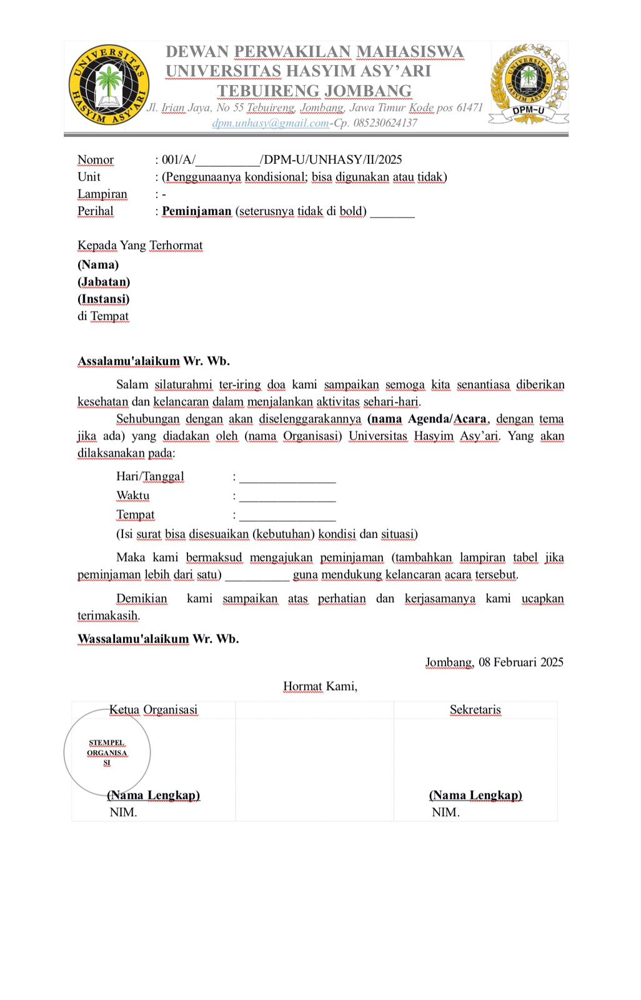 DEWAN PERWAKILAN MAHASISWA
UNIVERSITAS HASYIM ASY’ARI
TEBUIRENG JOMBANG
Jl. Irian Jaya, No 55 Tebuireng, Jombang, Jawa Timur Kode pos 61471
dpm.unhasy@gmail.com-Cp. 085230624137
UNIVERSITAS
HASYIM ASY'ARI
UNIVERSITAS
HASYIM ASY'ARI
DPM-U
Nomor : 001/A/__________/DPM-U/UNHASY/II/2025
Unit : (Penggunaanya kondisional; bisa digunakan atau tidak)
Lampiran : -
Perihal : Peminjaman (seterusnya tidak di bold) _______
Kepada Yang Terhormat
(Nama)
(Jabatan)
(Instansi)
di Tempat
Assalamu'alaikum Wr. Wb.
Salam silaturahmi ter-iring doa kami sampaikan semoga kita senantiasa diberikan
kesehatan dan kelancaran dalam menjalankan aktivitas sehari-hari.
Sehubungan dengan akan diselenggarakannya (nama Agenda/Acara, dengan tema
jika ada) yang diadakan oleh (nama Organisasi) Universitas Hasyim Asy’ari. Yang akan
dilaksanakan pada:
Hari/Tanggal : _______________
Waktu : _______________
Tempat : _______________
(Isi surat bisa disesuaikan (kebutuhan) kondisi dan situasi)
Maka kami bermaksud mengajukan peminjaman (tambahkan lampiran tabel jika
peminjaman lebih dari satu) __________ guna mendukung kelancaran acara tersebut.
Demikian kami sampaikan atas perhatian dan kerjasamanya kami ucapkan
terimakasih.
Wassalamu'alaikum Wr. Wb.
Jombang, 08 Februari 2025
Hormat Kami,
Ketua Organisasi Sekretaris
STEMPEL
ORGANISA
SI
(Nama Lengkap) (Nama Lengkap)
NIM. NIM.